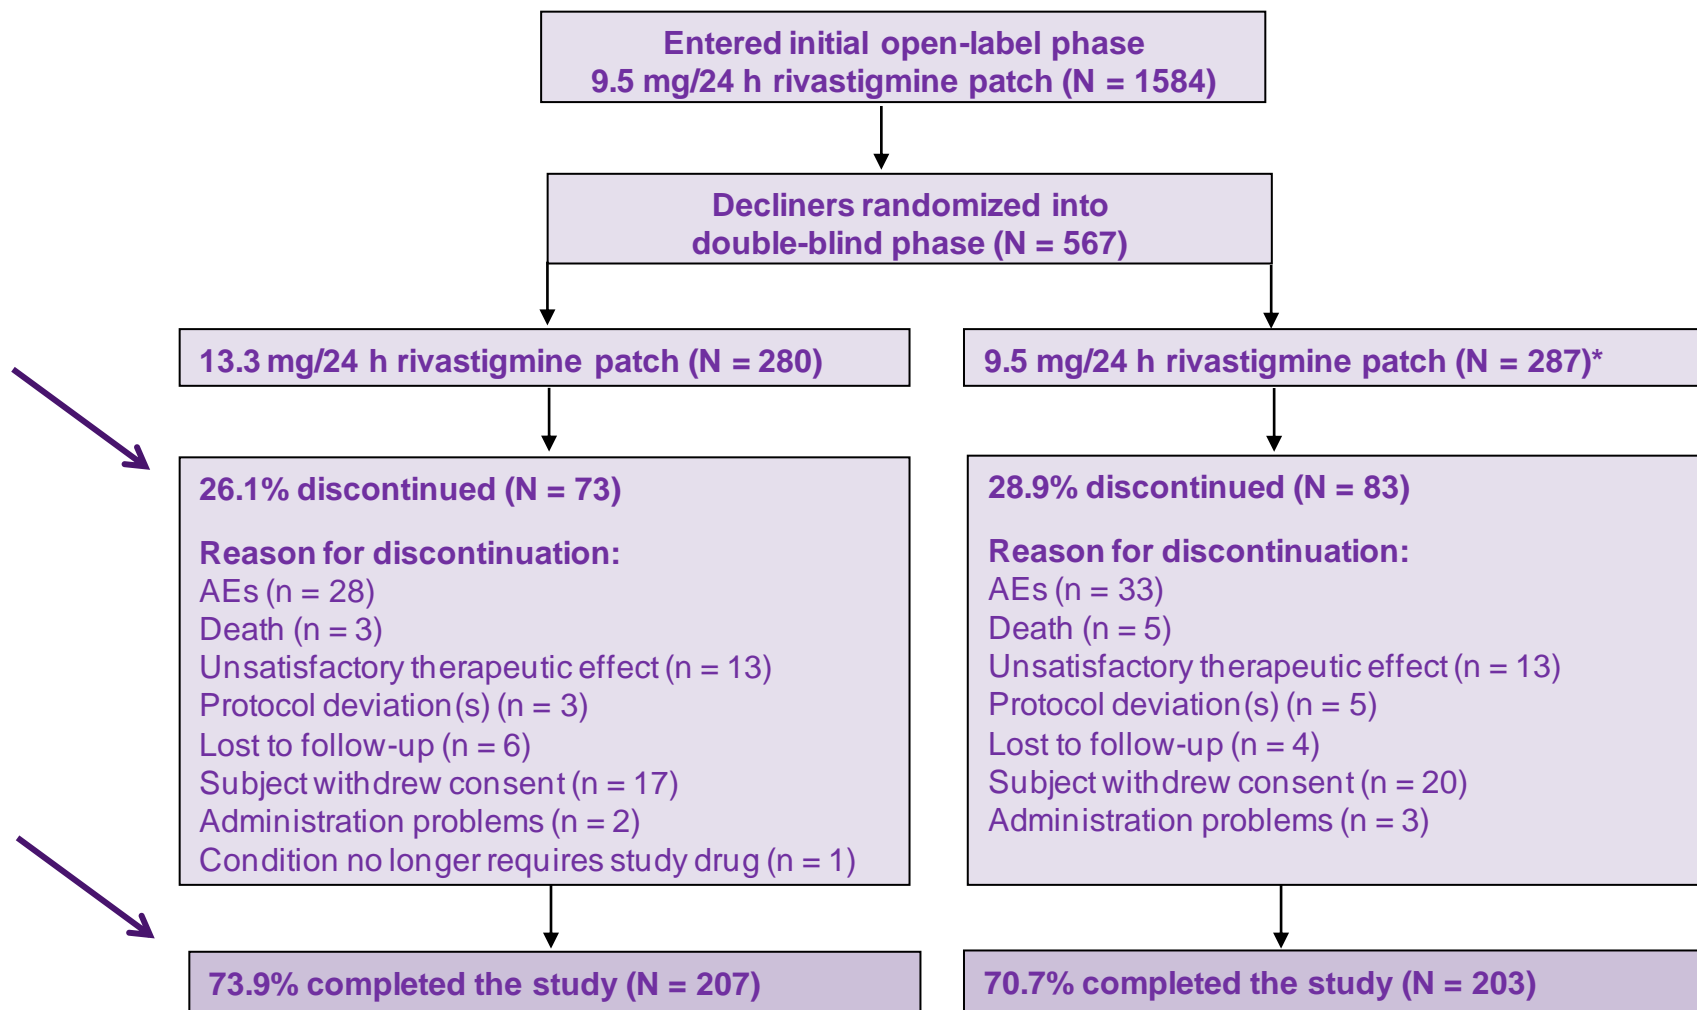 Entered initial open-label phase
9.5 mg/24 h rivastigmine patch (N = 1584)
Decliners randomized into
double-blind phase (N = 567)
13.3 mg/24 h rivastigmine patch (N = 280)
9.5 mg/24 h rivastigmine patch (N = 287)*
26.1% discontinued (N = 73)
Reason for discontinuation:
AEs (n = 28)
Death (n = 3)
Unsatisfactory therapeutic effect (n = 13)
Protocol deviation(s) (n = 3)
Lost to follow-up (n = 6)
Subject withdrew consent (n = 17)
Administration problems (n = 2)
Condition no longer requires study drug (n = 1)
28.9% discontinued (N = 83)
Reason for discontinuation:
AEs (n = 33)
Death (n = 5)
Unsatisfactory therapeutic effect (n = 13)
Protocol deviation(s) (n = 5)
Lost to follow-up (n = 4)
Subject withdrew consent (n = 20)
Administration problems (n = 3)
73.9% completed the study (N = 207)
70.7% completed the study (N = 203)